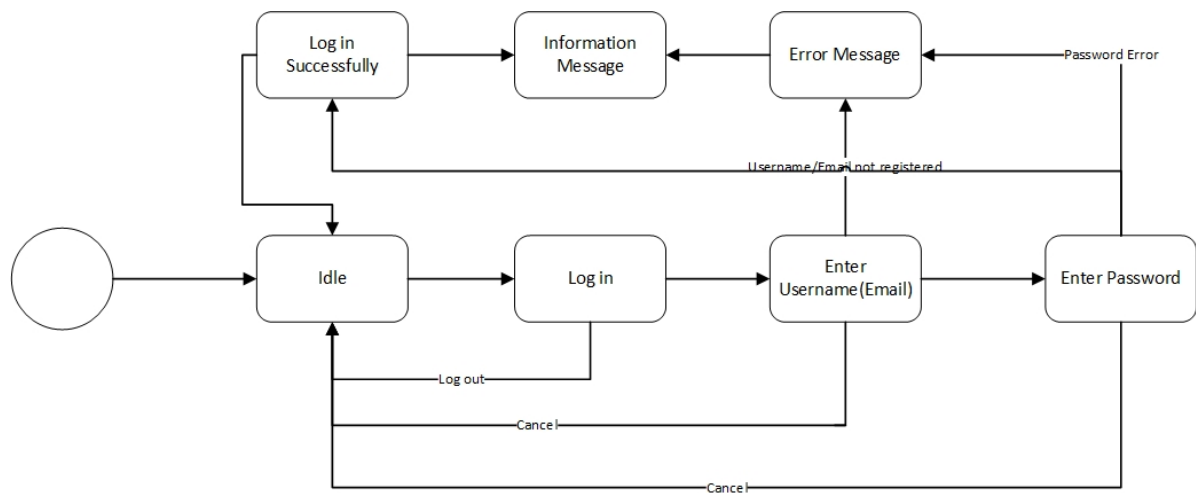 Log in
Successfully
Information
Message
Error Message
Password Error
Username/Email not registered
Idle
Log in
Enter
Username(Email)
Enter Password
Log out
Cancel
Cancel